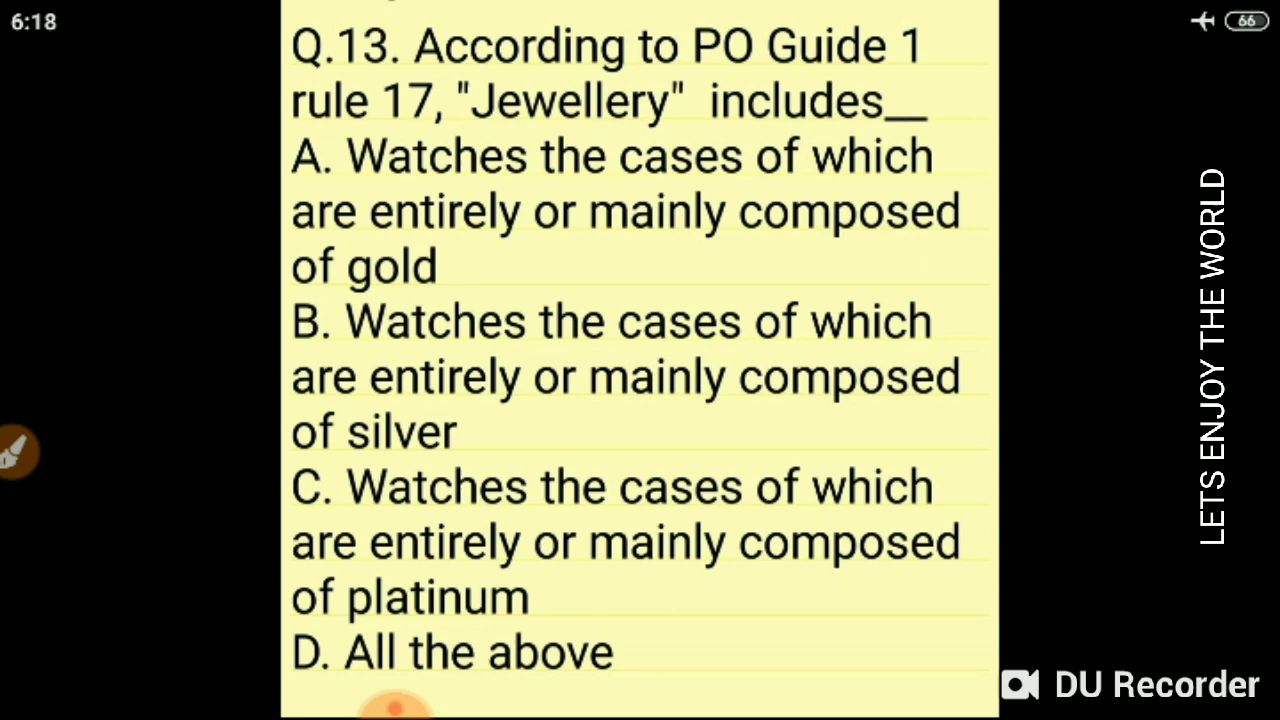 6:18
66
Q.13. According to PO Guide 1
rule 17, "Jewellery" includes__
A. Watches the cases of which
are entirely or mainly composed
of gold
B. Watches the cases of which
are entirely or mainly composed
of silver
C. Watches the cases of which
are entirely or mainly composed
of platinum
D. All the above
LETS ENJOY THE WORLD
DU Recorder